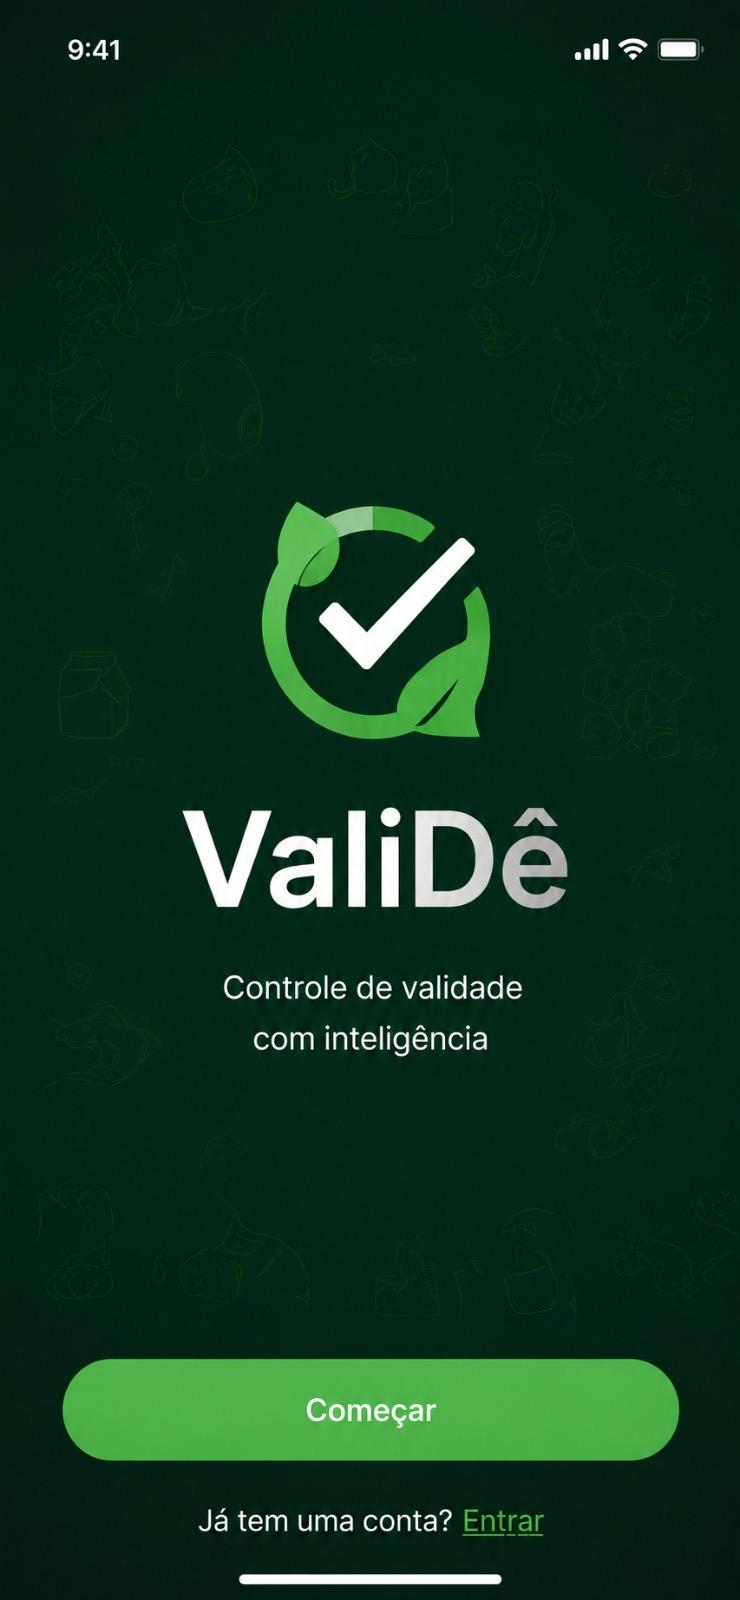 9:41
ValiDê
Controle de validade
com inteligência
Começar
Já tem uma conta? Entrar